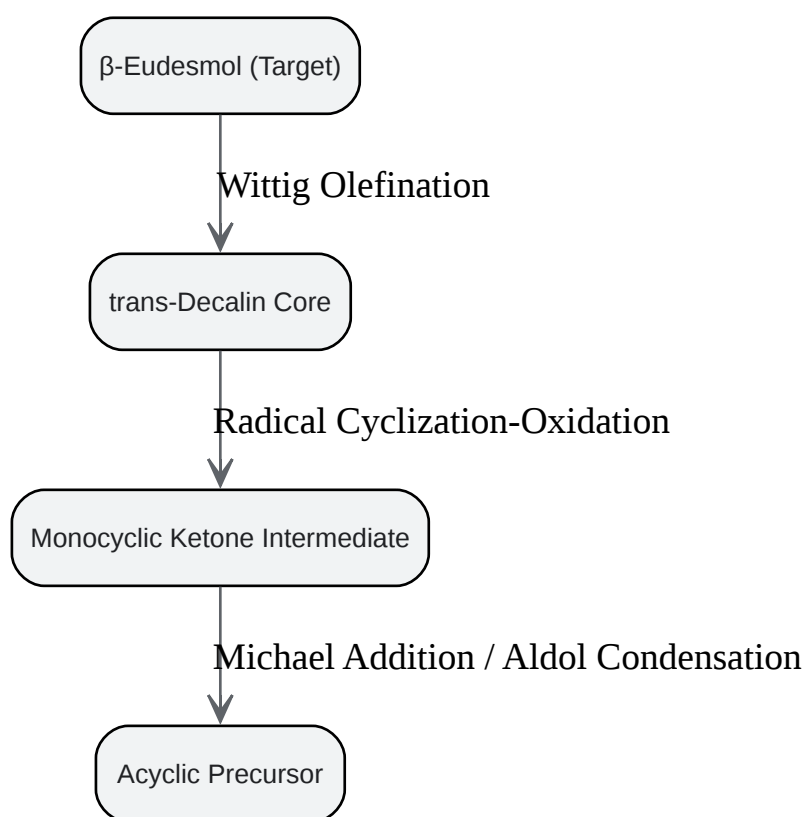 β-Eudesmol (Target)
Wittig Olefination
trans-Decalin Core
Radical Cyclization-Oxidation
Monocyclic Ketone Intermediate
Michael Addition / Aldol Condensation
Acyclic Precursor